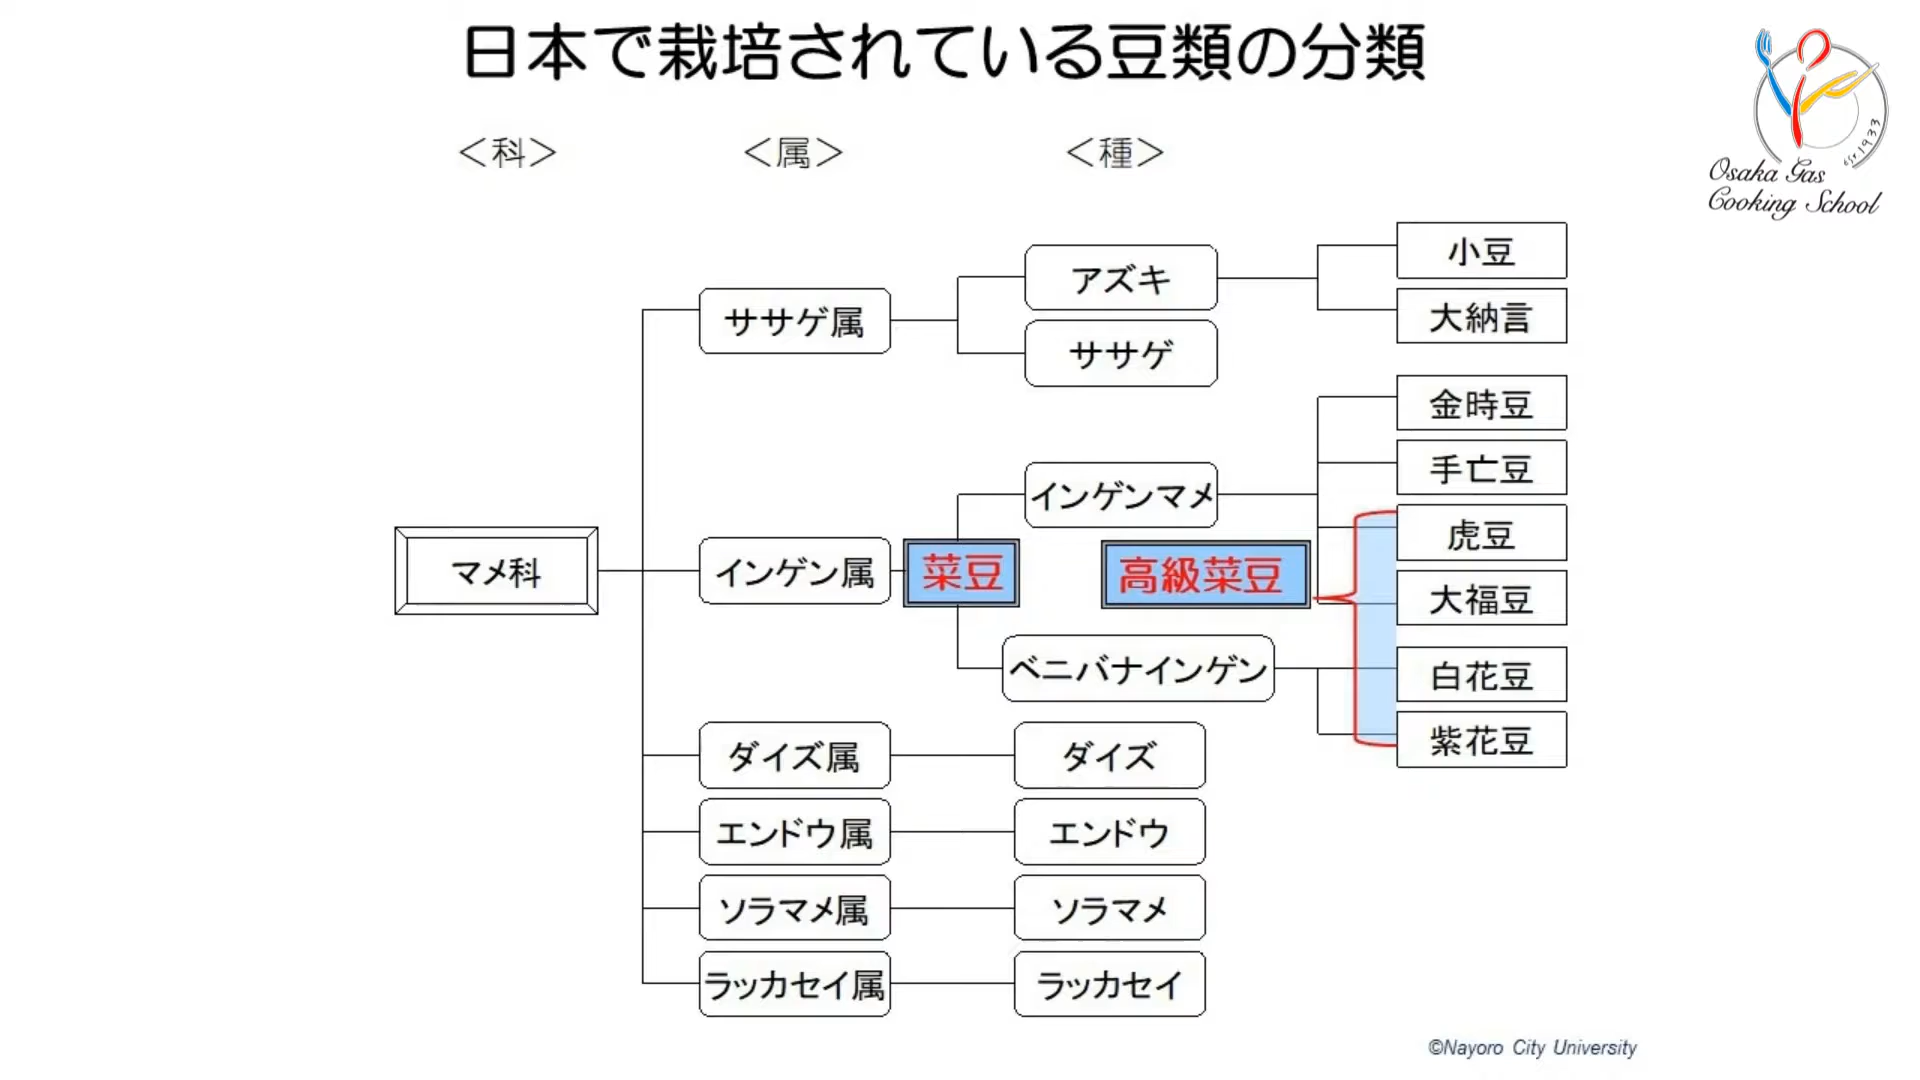 日本で栽培されている豆類の分類
＜科＞
＜属＞
＜種＞
Est.1933
Osaka Gas
Cooking School
マメ科
ササゲ属
アズキ
小豆
大納言
ササゲ
インゲン属
菜豆
インゲンマメ
金時豆
手亡豆
高級菜豆
虎豆
大福豆
ベニバナインゲン
白花豆
紫花豆
ダイズ属
ダイズ
エンドウ属
エンドウ
ソラマメ属
ソラマメ
ラッカセイ属
ラッカセイ
©Nayoro City University